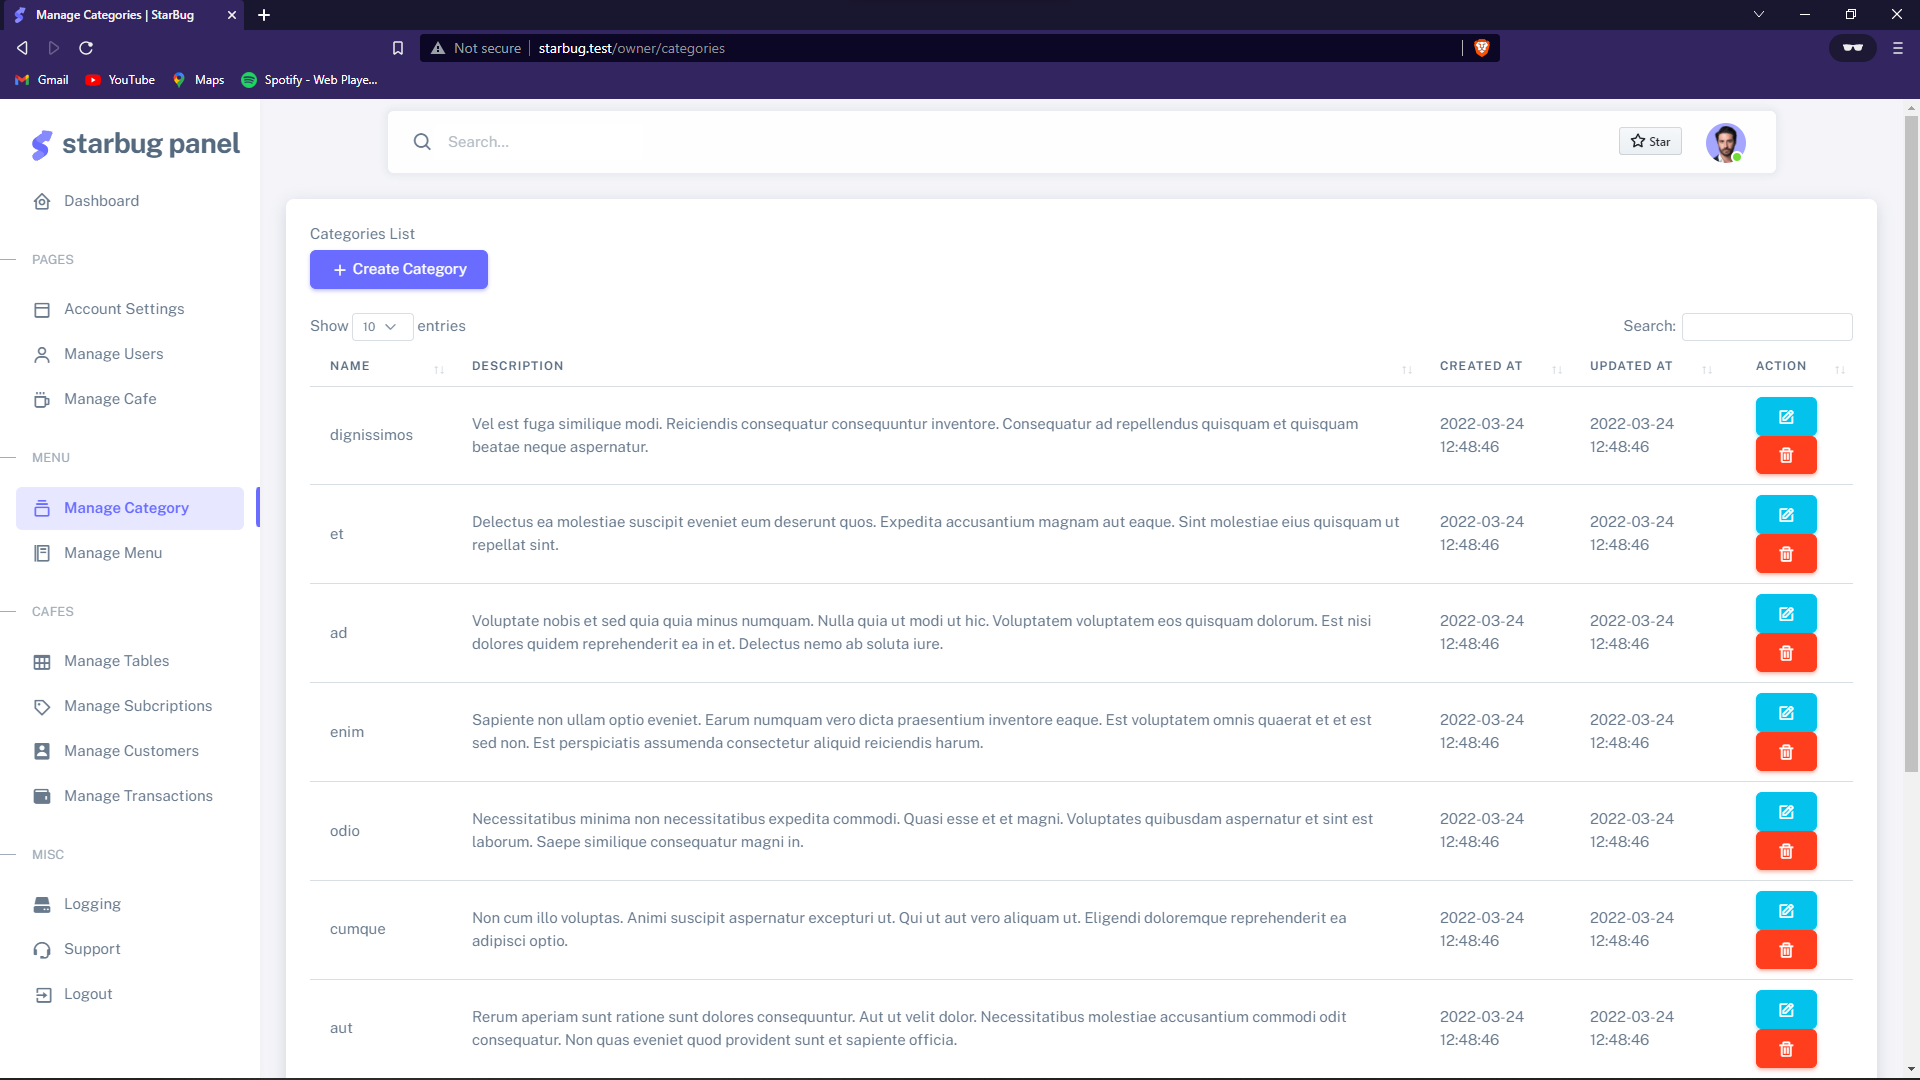 Manage Categories | StarBug
Not secure
starbug.test/owner/categories
Gmail
YouTube
Maps
Spotify - Web Playe...
starbug panel
Dashboard
PAGES
Account Settings
Manage Users
Manage Cafe
MENU
Manage Category
Manage Menu
CAFES
Manage Tables
Manage Subcriptions
Manage Customers
Manage Transactions
MISC
Logging
Support
Logout
Search...
Star
Categories List
+ Create Category
Show 10 entries
Search:
NAME DESCRIPTION CREATED AT UPDATED AT ACTION
dignissimos
Vel est fuga similique modi. Reiciendis consequatur consequuntur inventore. Consequatur ad repellendus quisquam et quisquam
beatae neque aspernatur.
2022-03-24
12:48:46
2022-03-24
12:48:46
et
Delectus ea molestiae suscipit eveniet eum deserunt quos. Expedita accusantium magnam aut eaque. Sint molestiae eius quisquam ut
repellat sint.
2022-03-24
12:48:46
2022-03-24
12:48:46
ad
Voluptate nobis et sed quia quia minus numquam. Nulla quia ut modi ut hic. Voluptatem voluptatem eos quisquam dolorum. Est nisi
dolores quidem reprehenderit ea in et. Delectus nemo ab soluta iure.
2022-03-24
12:48:46
2022-03-24
12:48:46
enim
Sapiente non ullam optio eveniet. Earum numquam vero dicta praesentium inventore eaque. Est voluptatem omnis quaerat et et est
sed non. Est perspiciatis assumenda consectetur aliquid reiciendis harum.
2022-03-24
12:48:46
2022-03-24
12:48:46
odio
Necessitatibus minima non necessitatibus expedita commodi. Quasi esse et et magni. Voluptates quibusdam aspernatur et sint est
laborum. Saepe similique consequatur magni in.
2022-03-24
12:48:46
2022-03-24
12:48:46
cumque
Non cum illo voluptas. Animi suscipit aspernatur excepturi ut. Qui ut aut vero aliquam ut. Eligendi doloremque reprehenderit ea
adipisci optio.
2022-03-24
12:48:46
2022-03-24
12:48:46
aut
Rerum aperiam sunt ratione sunt dolores consequuntur. Aut ut velit dolor. Necessitatibus molestiae accusantium commodi odit
consequatur. Non quas eveniet quod provident sunt et sapiente officia.
2022-03-24
12:48:46
2022-03-24
12:48:46